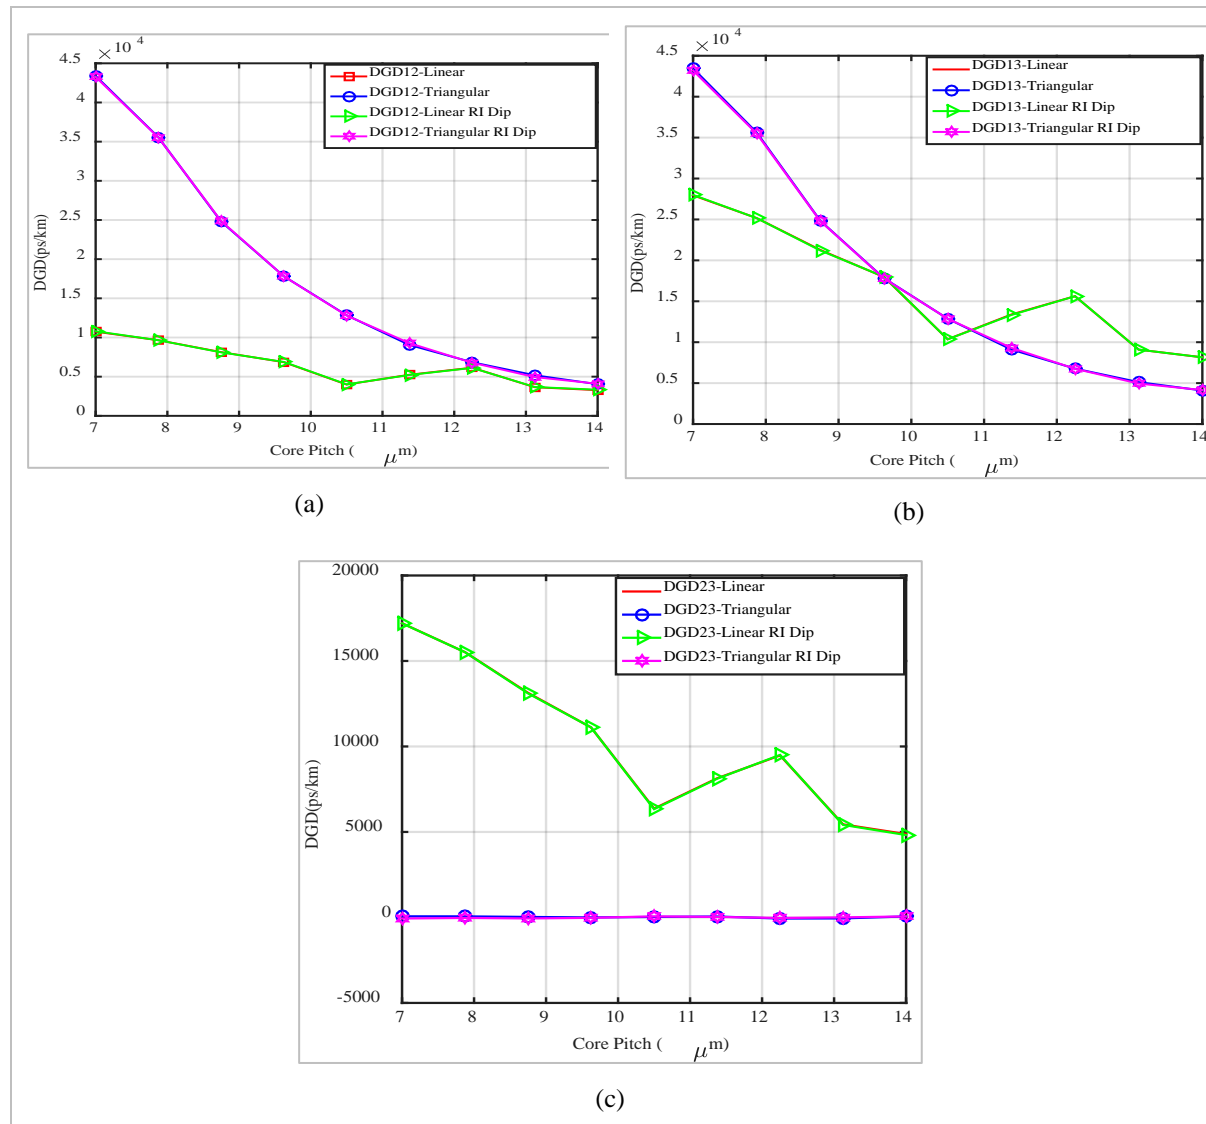 × 10 4
4.5
4
3.5
3
2.5
2
1.5
1
0.5
0
DGD(ps/km)
DGD12-Linear
DGD12-Triangular
DGD12-Linear RI Dip
DGD12-Triangular RI Dip
7 8 9 10 11 12 13 14
Core Pitch ( μm)
(a)
× 10 4
4.5
4
3.5
3
2.5
2
1.5
1
0.5
0
DGD(ps/km)
DGD13-Linear
DGD13-Triangular
DGD13-Linear RI Dip
DGD13-Triangular RI Dip
7 8 9 10 11 12 13 14
Core Pitch ( μm)
(b)
20000
15000
10000
5000
0
-5000
DGD(ps/km)
DGD23-Linear
DGD23-Triangular
DGD23-Linear RI Dip
DGD23-Triangular RI Dip
7 8 9 10 11 12 13 14
Core Pitch ( μm)
(c)